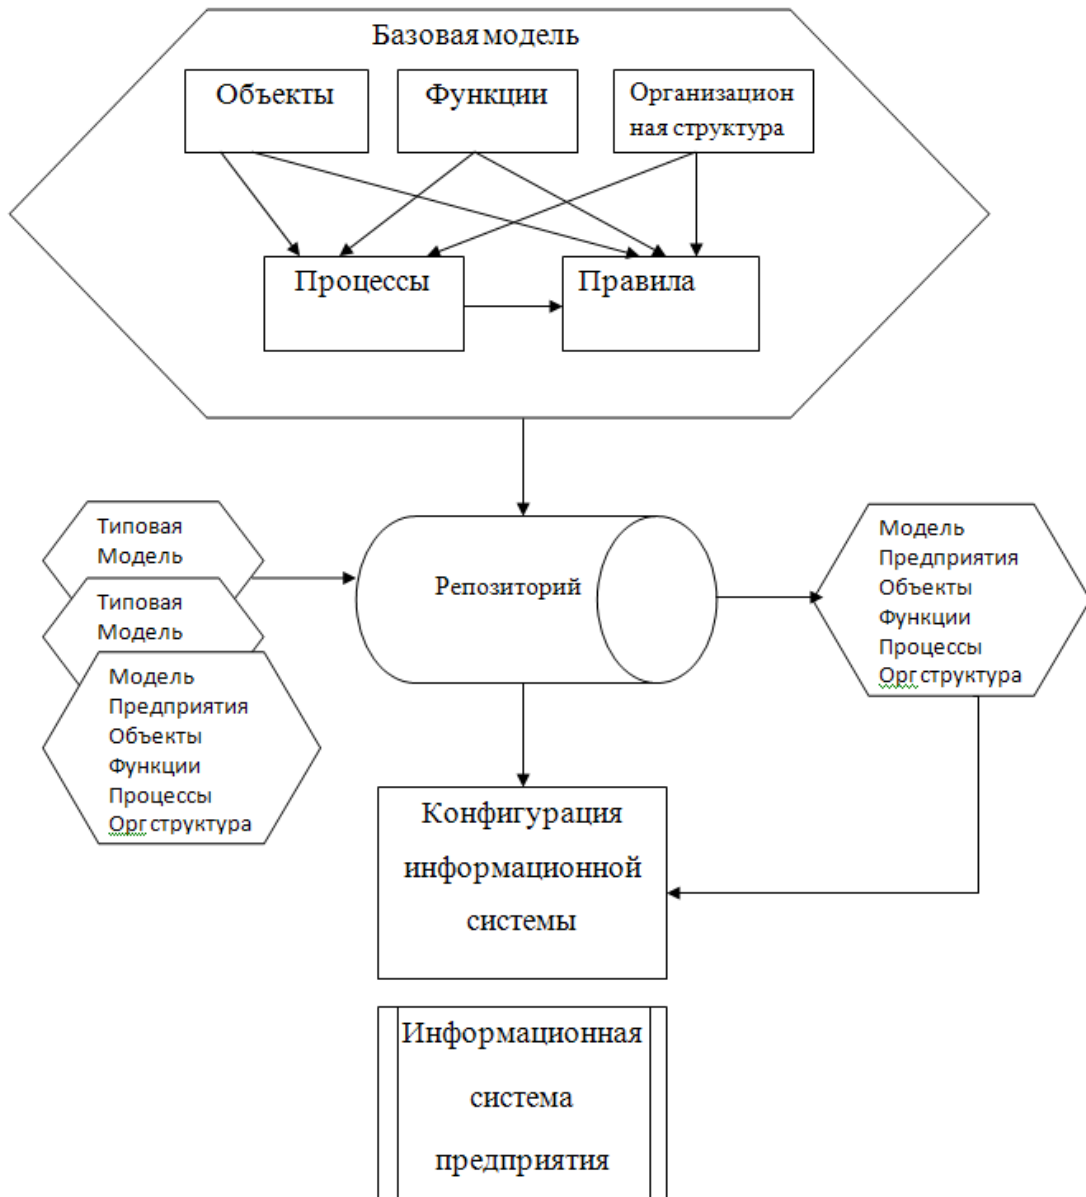 Базовая модель
Объекты
Функции
Организацион
ная структура
Процессы
Правила
Типовая
Модель
Типовая
Модель
Модель
Предприятия
Объекты
Функции
Процессы
Орг структура
Репозиторий
Модель
Предприятия
Объекты
Функции
Процессы
Орг структура
Конфигурация
информационной
системы
Информационная
система
предприятия